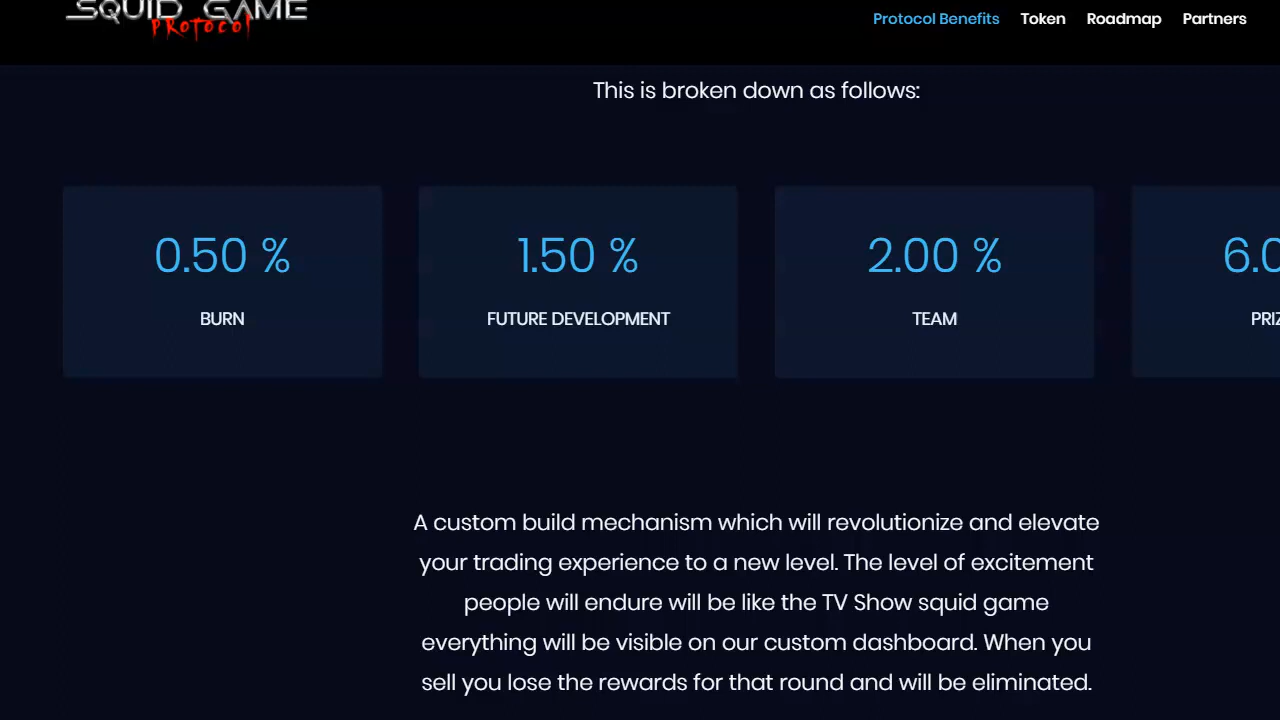 SQUID GAME
PROTOCOL
Protocol Benefits Token Roadmap Partners
This is broken down as follows:
0.50 % 1.50 % 2.00 % 6.0
BURN FUTURE DEVELOPMENT TEAM PRIZ
A custom build mechanism which will revolutionize and elevate
your trading experience to a new level. The level of excitement
people will endure will be like the TV Show squid game
everything will be visible on our custom dashboard. When you
sell you lose the rewards for that round and will be eliminated.